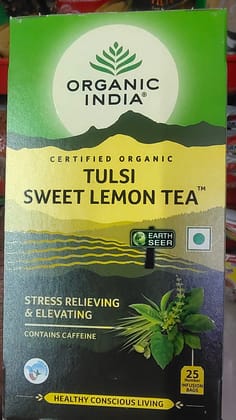 ORGANIC
INDIA®
CERTIFIED ORGANIC
TULSI
SWEET LEMON TEA™
EARTH
SEER
STRESS RELIEVING
& ELEVATING
CONTAINS CAFFEINE
25
INFUSION
BAGS
HEALTHY CONSCIOUS LIVING